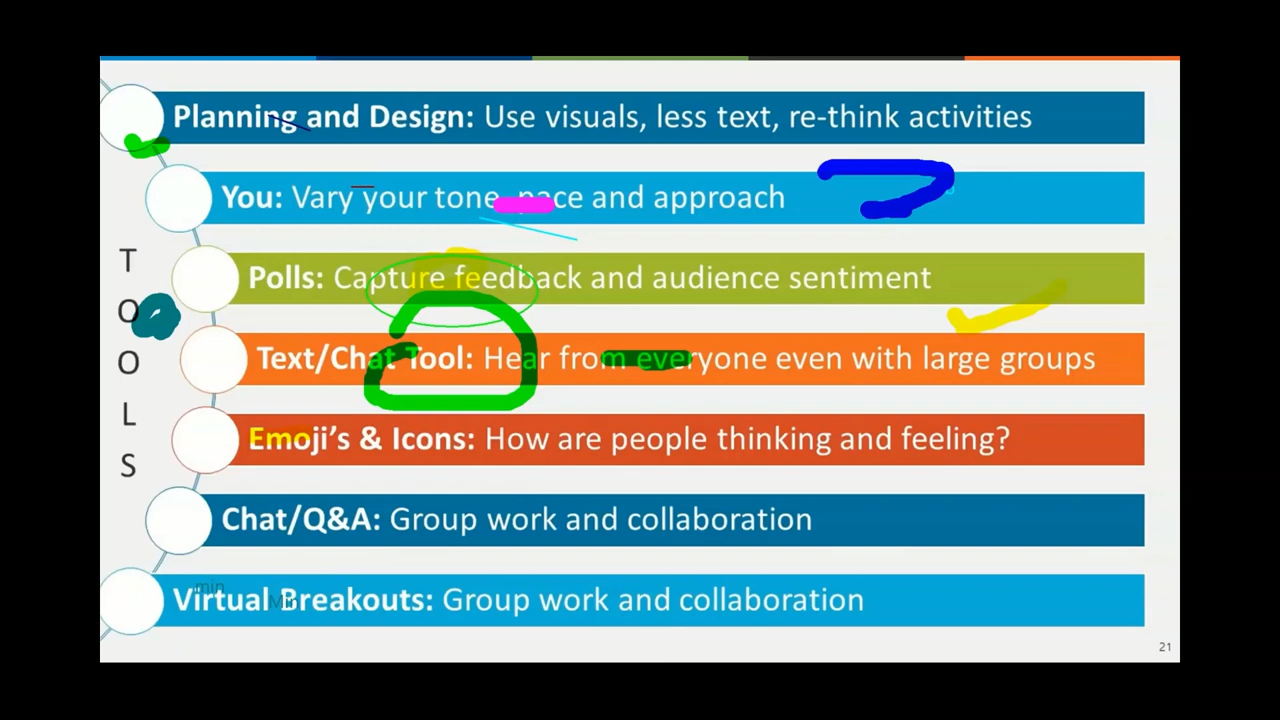 Planning and Design: Use visuals, less text, re-think activities
You: Vary your tone, pace and approach
Polls: Capture feedback and audience sentiment
Text/Chat Tool: Hear from everyone even with large groups
Emoji's & Icons: How are people thinking and feeling?
Chat/Q&A: Group work and collaboration
min
Virtual Breakouts: Group work and collaboration
TOOLS
21